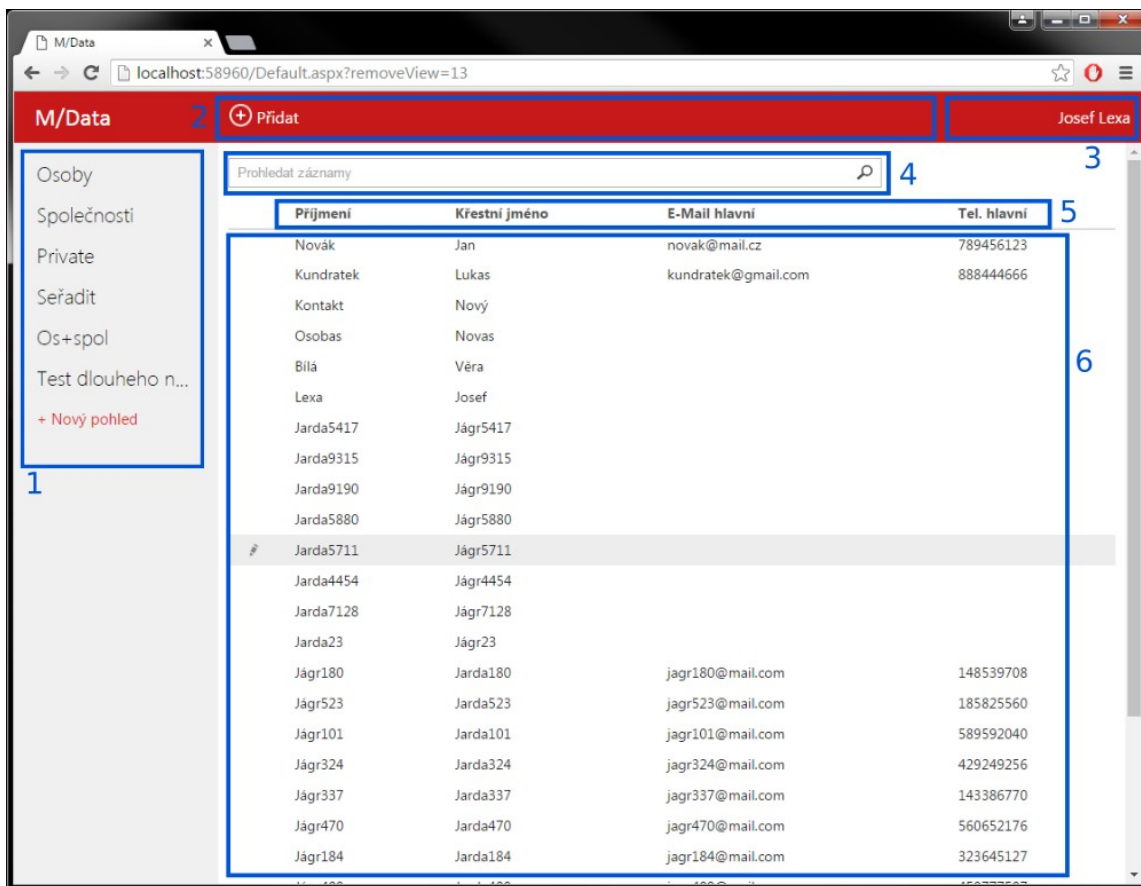 M/Data
localhost:58960/Default.aspx?removeView=13
M/Data 2 Přidat Josef Lexa
3
Osoby
Společnosti
Private
Seřadit
Os+spol
Test dlouheho n...
+ Nový pohled
1
Prohledat záznamy 4
Příjmení Křestní jméno E-Mail hlavní Tel. hlavní 5
Novák Jan novak@mail.cz 789456123
Kundratek Lukas kundratek@gmail.com 888444666
Kontakt Nový
Osobas Novas
Bílá Věra
6
Lexa Josef
Jarda5417 Jágr5417
Jarda9315 Jágr9315
Jarda9190 Jágr9190
Jarda5880 Jágr5880
Jarda5711 Jágr5711
Jarda4454 Jágr4454
Jarda7128 Jágr7128
Jarda23 Jágr23
Jágr180 Jarda180 jagr180@mail.com 148539708
Jágr523 Jarda523 jagr523@mail.com 185825560
Jágr101 Jarda101 jagr101@mail.com 589592040
Jágr324 Jarda324 jagr324@mail.com 429249256
Jágr337 Jarda337 jagr337@mail.com 143386770
Jágr470 Jarda470 jagr470@mail.com 560652176
Jágr184 Jarda184 jagr184@mail.com 323645127